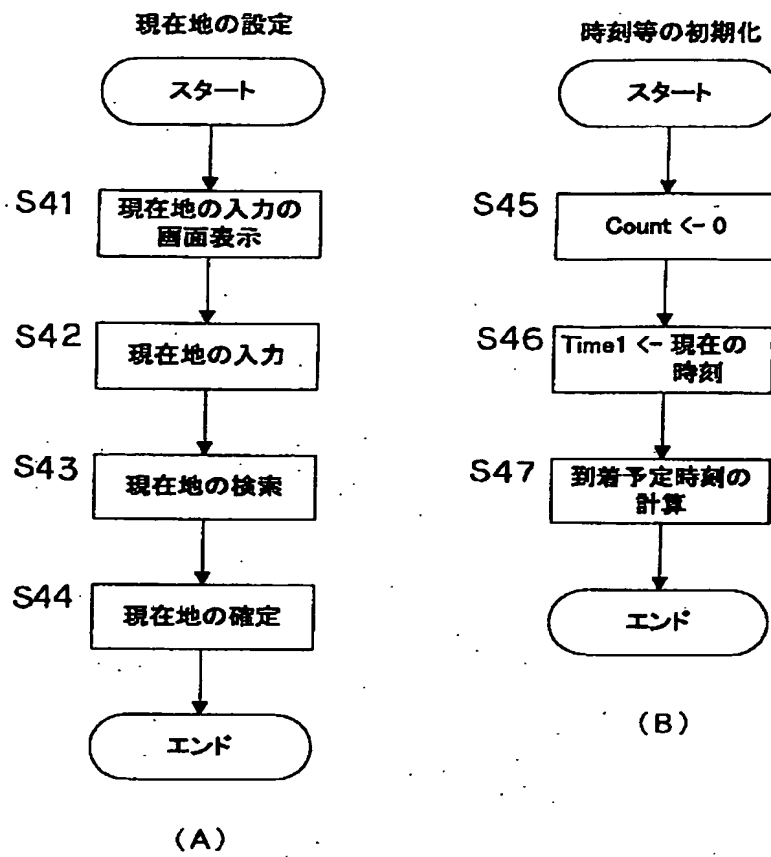 現在地の設定
スタート
S41
現在地の入力の
画面表示
S42
現在地の入力
S43
現在地の検索
S44
現在地の確定
エンド
(A)
時刻等の初期化
スタート
S45
Count <- 0
S46
Time1 <- 現在の
時刻
S47
到着予定時刻の
計算
エンド
(B)